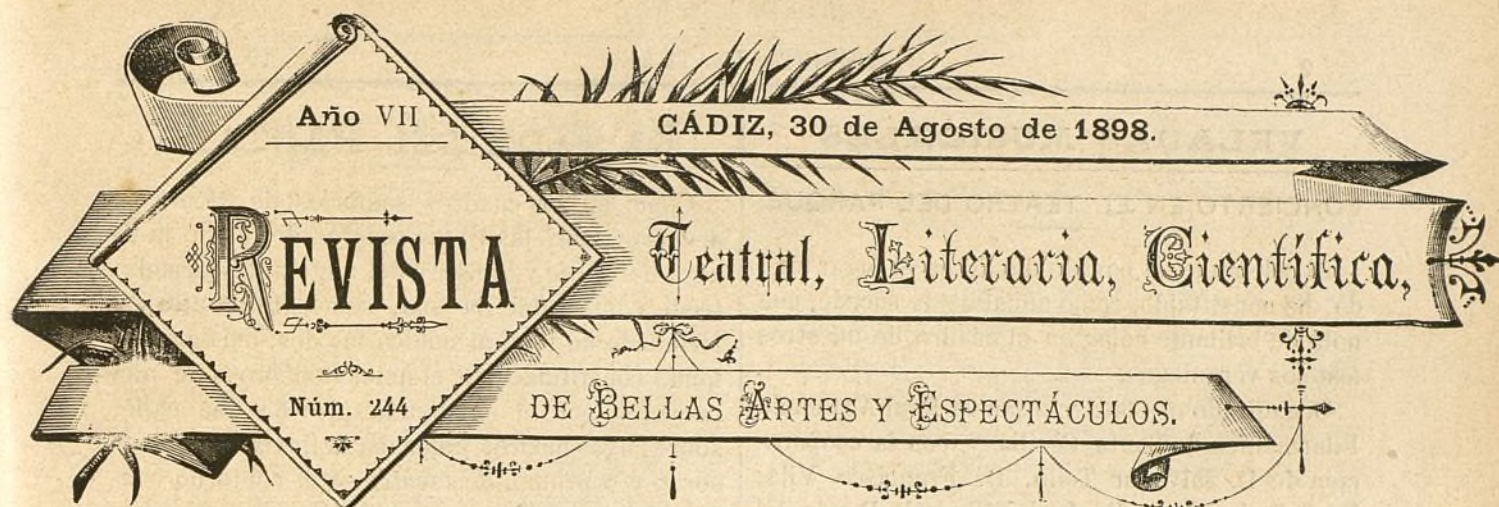 Año VII
CÁDIZ, 30 de Agosto de 1898.
REVISTA
Teatral, Literaria, Científica,
Núm. 244
DE BELLAS ARTES Y ESPECTÁCULOS.